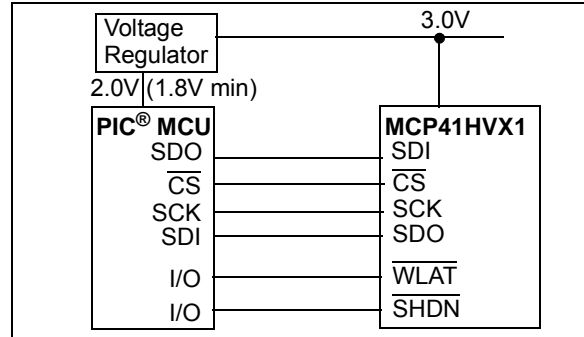 Voltage
Regulator
3.0V
2.0V (1.8V min)
PIC® MCU
SDO
CS
SCK
SDI
I/O
I/O
MCP41HVX1
SDI
CS
SCK
SDO
WLAT
SHDN